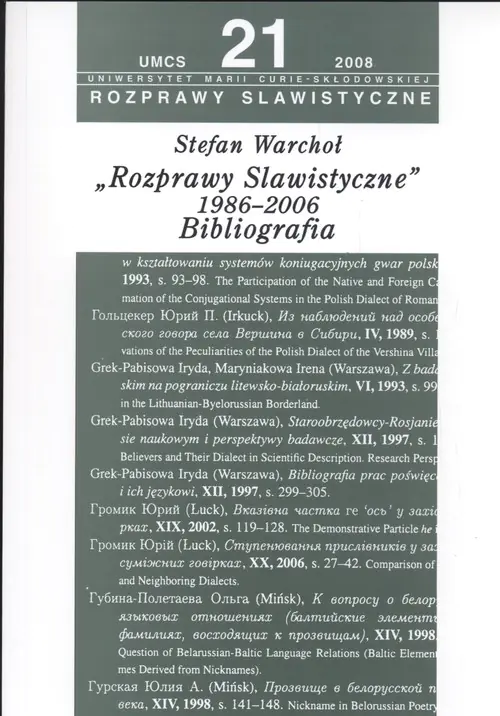 UMCS 21 2008
UNIWERSYTET MARII CURIE-SKŁODOWSKIEJ
ROZPRAWY SLAWISTYCZNE
Stefan Warchoł
„Rozprawy Slawistyczne”
1986–2006
Bibliografia
w kształtowaniu systemów koniugacyjnych gwar polsk
1993, s. 93–98. The Participation of the Native and Foreign
mation of the Conjugational Systems in the Polish Dialect of Roman
Гольцекер Юрий П. (Irkuck), Из наблюдений над особе
ского говора села Вершина в Сибири, IV, 1989, s.
vations of the Peculiarities of the Polish Dialect of the Vershina Villa
Grek-Pabisowa Iryda, Maryniakowa Irena (Warszawa), Z bada
skim na pograniczu litewsko-białoruskim, VI, 1993, s. 99
in the Lithuanian-Byelorussian Borderland.
Grek-Pabisowa Iryda (Warszawa), Staroobrzędowcy-Rosjanie
sie naukowym i perspektywy badawcze, XII, 1997, s. 1
Believers and Their Dialect in Scientific Description. Research Persp
Grek-Pabisowa Iryda (Warszawa), Bibliografia prac poświęc
i ich językowi, XII, 1997, s. 299–305.
Громик Юрий (Łuck), Вказівна частка ге ‘ось’ у захі
рках, XIX, 2002, s. 119–128. The Demonstrative Particle he i
Громик Юрій (Łuck), Ступенювання прислівників у за
суміжних говірках, XX, 2006, s. 27–42. Comparison of
and Neighboring Dialects.
Губина-Полетаева Ольга (Mińsk), К вопросу о белор
языковых отношениях (балтийские элемент
фамилиях, восходящих к прозвищам), XIV, 1998
Question of Belarussian-Baltic Language Relations (Baltic Elemen
mes Derived from Nicknames).
Гурская Юлия А. (Mińsk), Прозвище в белорусской п
века, XIV, 1998, s. 141–148. Nickname in Belorussian Poetry